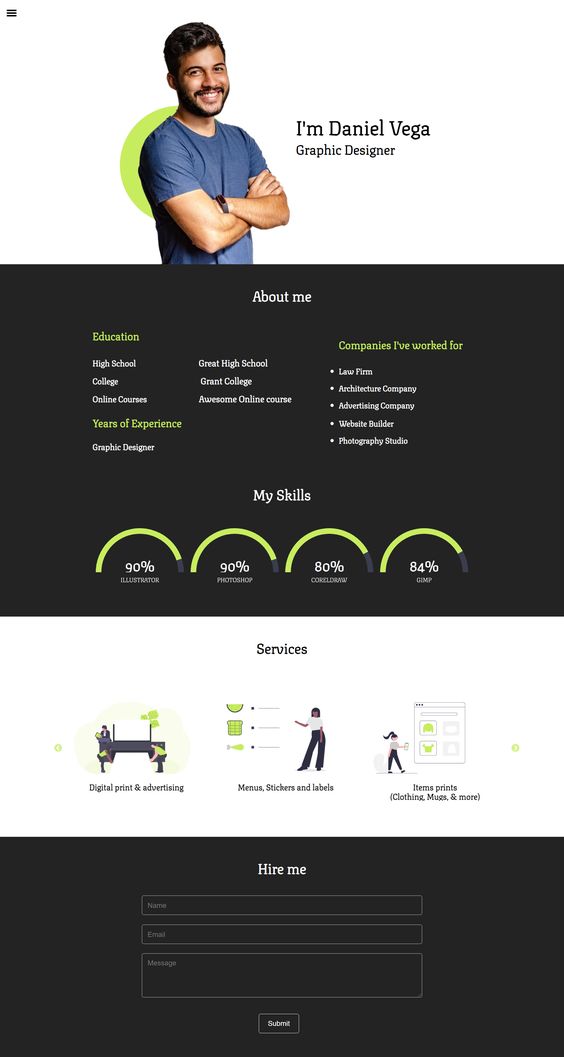 I'm Daniel Vega
Graphic Designer
About me
Education
High School Great High School
College Grant College
Online Courses Awesome Online course
Years of Experience
Graphic Designer
Companies I've worked for
Law Firm
Architecture Company
Advertising Company
Website Builder
Photography Studio
My Skills
90%
ILLUSTRATOR
90%
PHOTOSHOP
80%
CORELDRAW
84%
GIMP
Services
Digital print & advertising
Menus, Stickers and labels
Items prints
(Clothing, Mugs, & more)
Hire me
Name
Email
Message
Submit